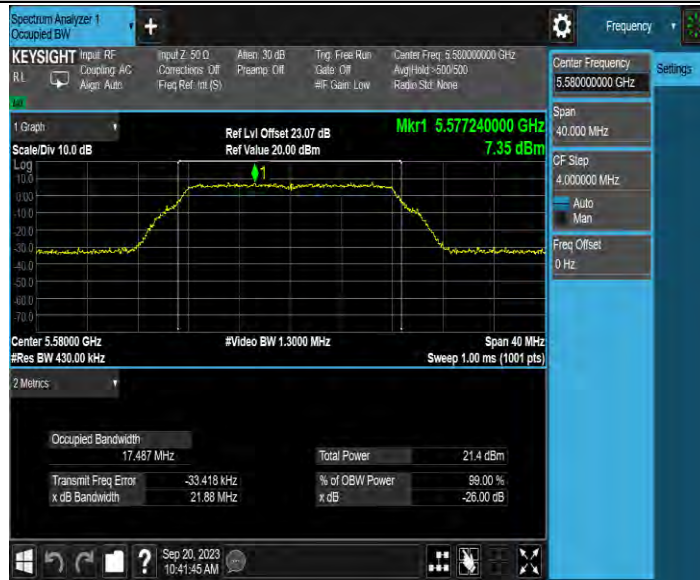 Spectrum Analyzer 1
Occupied BW
+
Frequency
KEYSIGHT
Input: RF
Coupling: AC
Align: Auto
Input Z: 50 Ω
Corrections: Off
Freq Ref: Int (S)
Atten: 30 dB
Preamp: Off
Trig: Free Run
Gate: Off
#IF Gain: Low
Center Freq: 5.580000000 GHz
Avg|Hold:>500/500
Radio Std: None
RL
Center Frequency
5.580000000 GHz
Settings
Span
40.000 MHz
CF Step
4.000000 MHz
Auto
Man
Freq Offset
0 Hz
1 Graph
Scale/Div 10.0 dB
Ref Lvl Offset 23.07 dB
Ref Value 20.00 dBm
Mkr1 5.577240000 GHz
7.35 dBm
Log
10.0
0.00
-10.0
-20.0
-30.0
-40.0
-50.0
-60.0
-70.0
1
Center 5.58000 GHz
#Video BW 1.3000 MHz
Span 40 MHz
#Res BW 430.00 kHz
Sweep 1.00 ms (1001 pts)
2 Metrics
Occupied Bandwidth
17.487 MHz
Total Power 21.4 dBm
Transmit Freq Error -33.418 kHz
% of OBW Power 99.00 %
x dB Bandwidth 21.88 MHz
x dB -26.00 dB
?
Sep 20, 2023
10:41:45 AM